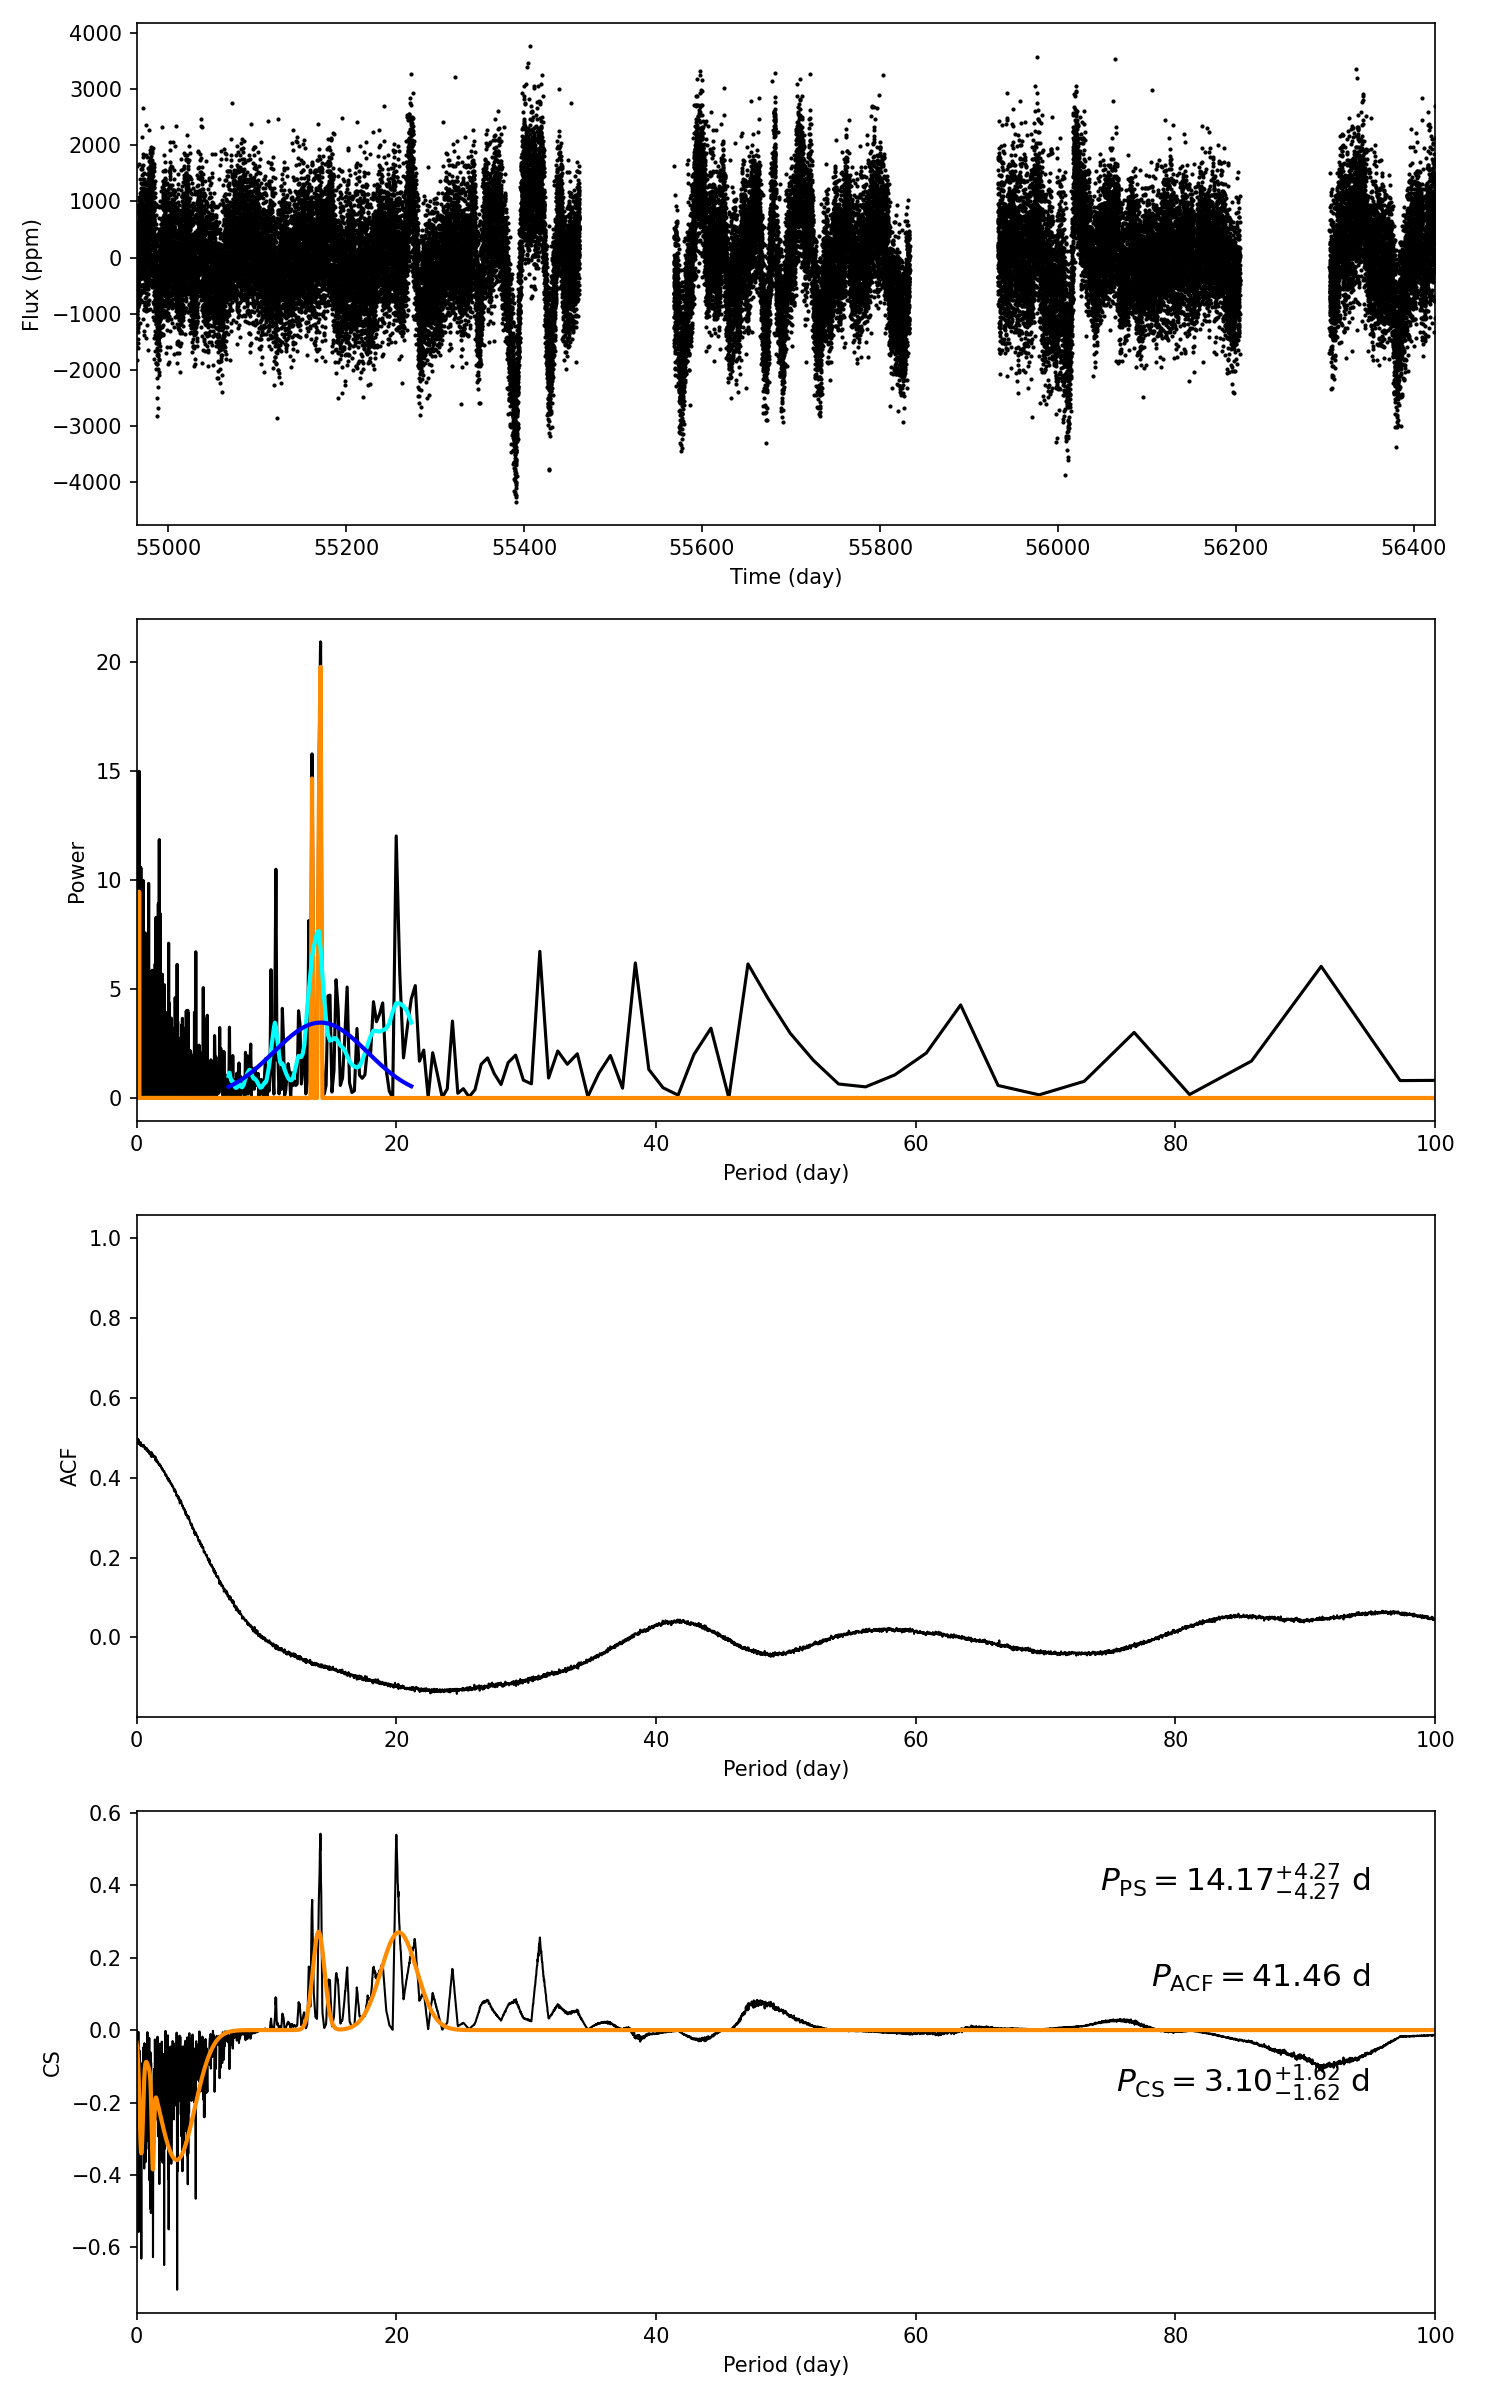 4000
3000
2000
1000
0
−1000
−2000
−3000
−4000
Flux (ppm)
55000 55200 55400 55600 55800 56000 56200 56400
Time (day)
20
15
10
5
0
Power
0 20 40 60 80 100
Period (day)
1.0
0.8
0.6
0.4
0.2
0.0
ACF
0 20 40 60 80 100
Period (day)
0.6
0.4
0.2
0.0
−0.2
−0.4
−0.6
CS
P_PS = 14.17^{+4.27}_{−4.27} d
P_ACF = 41.46 d
P_CS = 3.10^{+1.62}_{−1.62} d
0 20 40 60 80 100
Period (day)